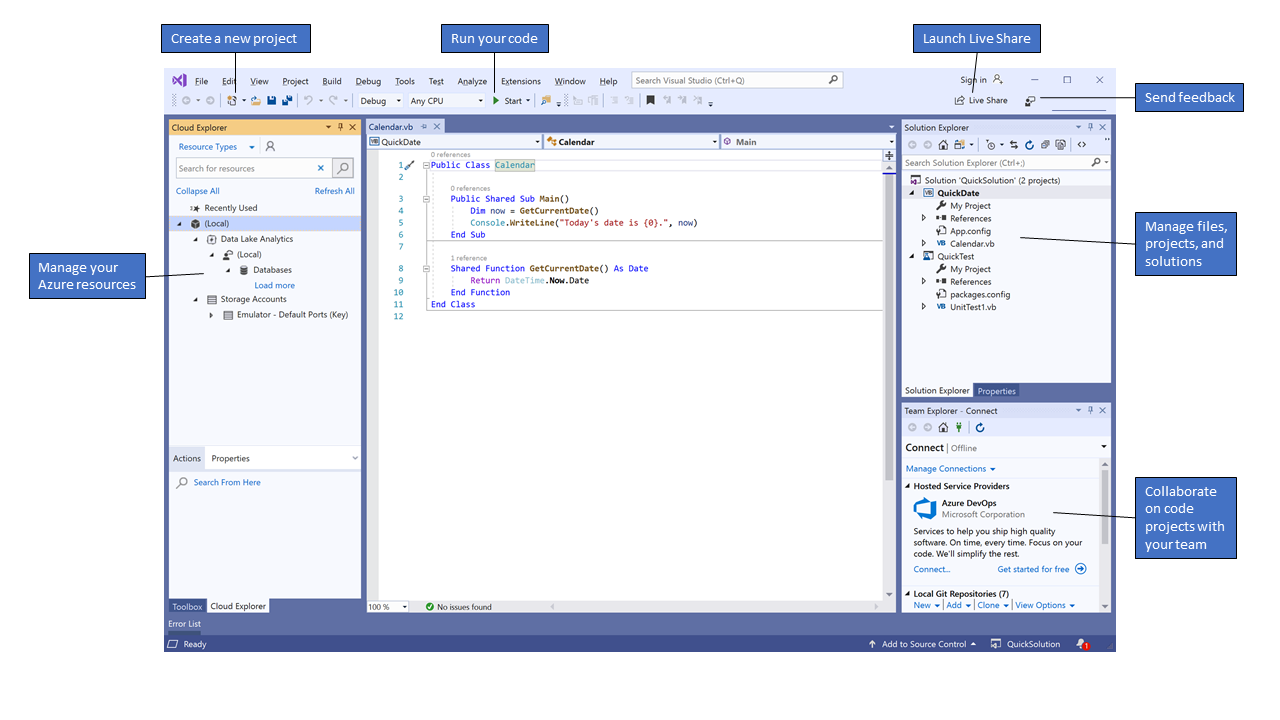 Create a new project
Run your code
Launch Live Share
File Edit View Project Build Debug Tools Test Analyze Extensions Window Help Search Visual Studio (Ctrl+Q) Sign in
Debug Any CPU Start Live Share
Send feedback
Cloud Explorer
Resource Types
Search for resources
Collapse All Refresh All
Recently Used
(Local)
Data Lake Analytics
(Local)
Databases
Load more
Storage Accounts
Emulator - Default Ports (Key)
Manage your
Azure resources
Actions Properties
Search From Here
Toolbox Cloud Explorer
Calendar.vb
QuickDate Calendar Main
0 references
1 Public Class Calendar
2
0 references
3 Public Shared Sub Main()
4 Dim now = GetCurrentDate()
5 Console.WriteLine("Today's date is {0}.", now)
6 End Sub
7
1 reference
8 Shared Function GetCurrentDate() As Date
9 Return DateTime.Now.Date
10 End Function
11 End Class
12
100 % No issues found
Solution Explorer
Search Solution Explorer (Ctrl+;)
Solution 'QuickSolution' (2 projects)
VB QuickDate
My Project
References
App.config
VB Calendar.vb
QuickTest
My Project
References
packages.config
VB UnitTest1.vb
Manage files,
projects, and
solutions
Solution Explorer Properties
Team Explorer - Connect
Connect | Offline
Manage Connections
Hosted Service Providers
Azure DevOps
Microsoft Corporation
Services to help you ship high quality
software. On time, every time. Focus on your
code. We'll simplify the rest.
Connect... Get started for free
Local Git Repositories (7)
New Add Clone View Options
Collaborate
on code
projects with
your team
Error List
Ready Add to Source Control QuickSolution 1